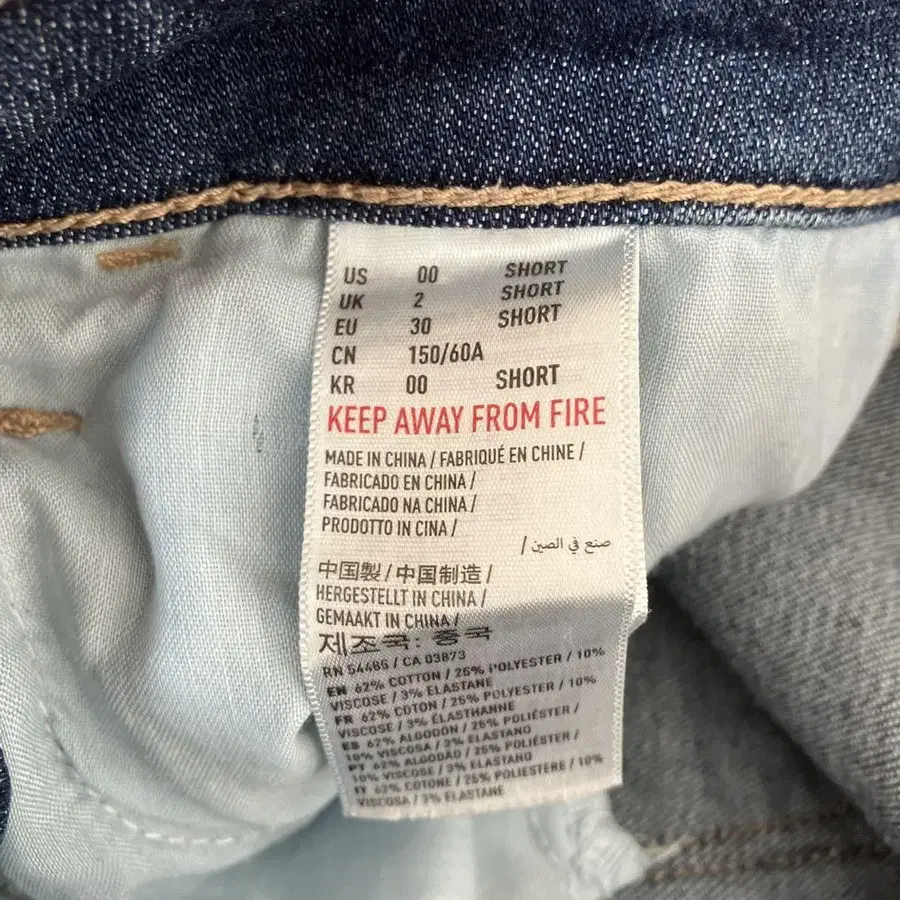 US 00 SHORT
UK 2 SHORT
EU 30 SHORT
CN 150/60A
KR 00 SHORT
KEEP AWAY FROM FIRE
MADE IN CHINA / FABRIQUÉ EN CHINE /
FABRICADO EN CHINA /
FABRICADO NA CHINA /
PRODOTTO IN CINA /
صنع في الصين /
中国製 / 中国制造 /
HERGESTELLT IN CHINA /
GEMAAKT IN CHINA /
제조국: 중국
RN 54485 / CA 03873
EN 62% COTTON / 25% POLYESTER / 10%
VISCOSE / 3% ELASTANE
FR 62% COTON / 25% POLYESTER / 10%
VISCOSE / 3% ÉLASTHANNE
ES 62% ALGODÓN / 25% POLIÉSTER /
10% VISCOSA / 3% ELASTANO
PT 62% ALGODÃO / 25% POLIÉSTER /
10% VISCOSE / 3% ELASTANO
IT 62% COTONE / 25% POLIESTERE / 10%
VISCOSA / 3% ELASTANE